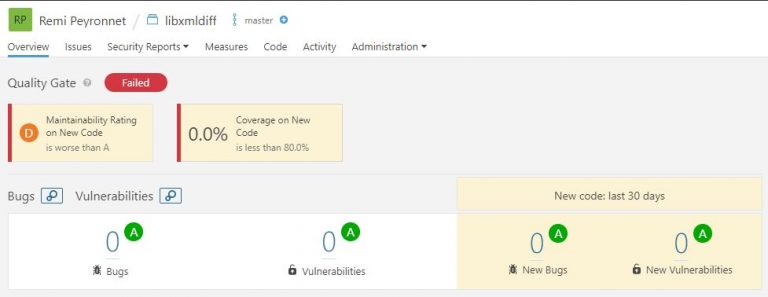 RP Remi Peyronnet / libxmldiff master
Overview Issues Security Reports Measures Code Activity Administration
Quality Gate ? Failed
D
Maintainability Rating
on New Code
is worse than A
0.0%
Coverage on New
Code
is less than 80.0%
Bugs Vulnerabilities
New code: last 30 days
0 A
Bugs
0 A
Vulnerabilities
0 A
New Bugs
0 A
New Vulnerabilities